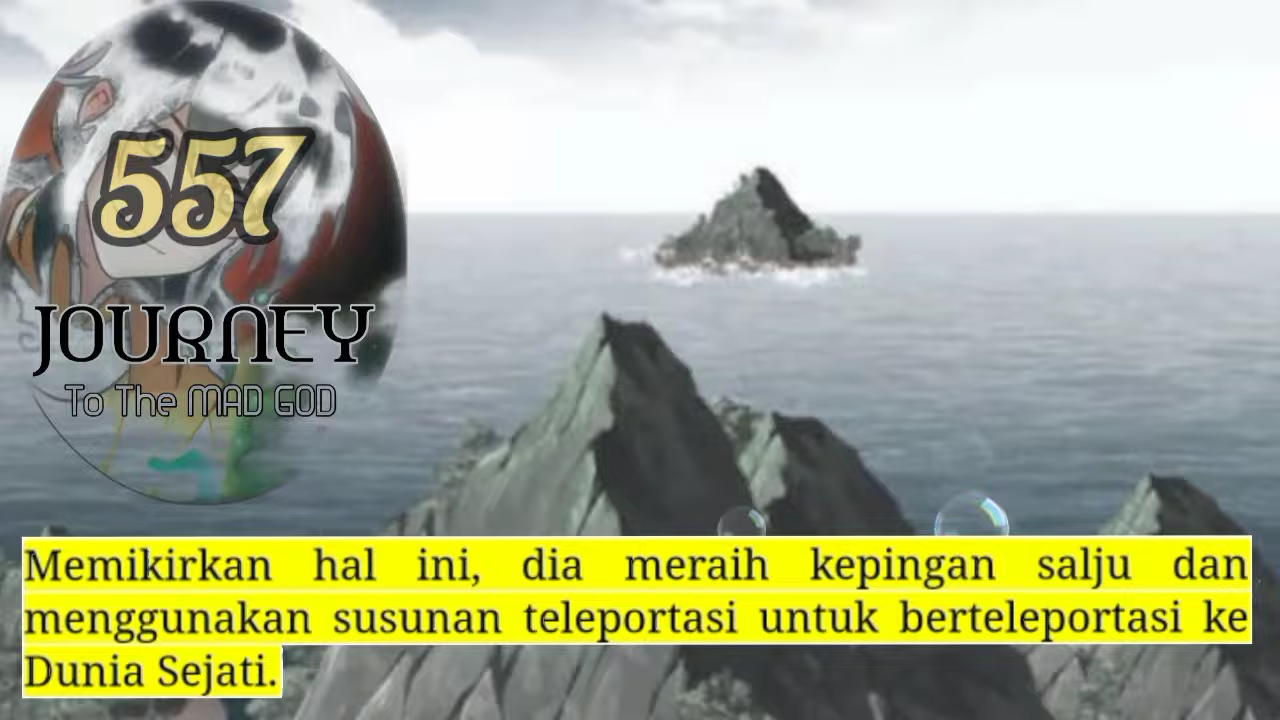 557
JOURNEY
To The MAD GOD
Memikirkan hal ini, dia meraih kepingan salju dan
menggunakan susunan teleportasi untuk berteleportasi ke
Dunia Sejati.